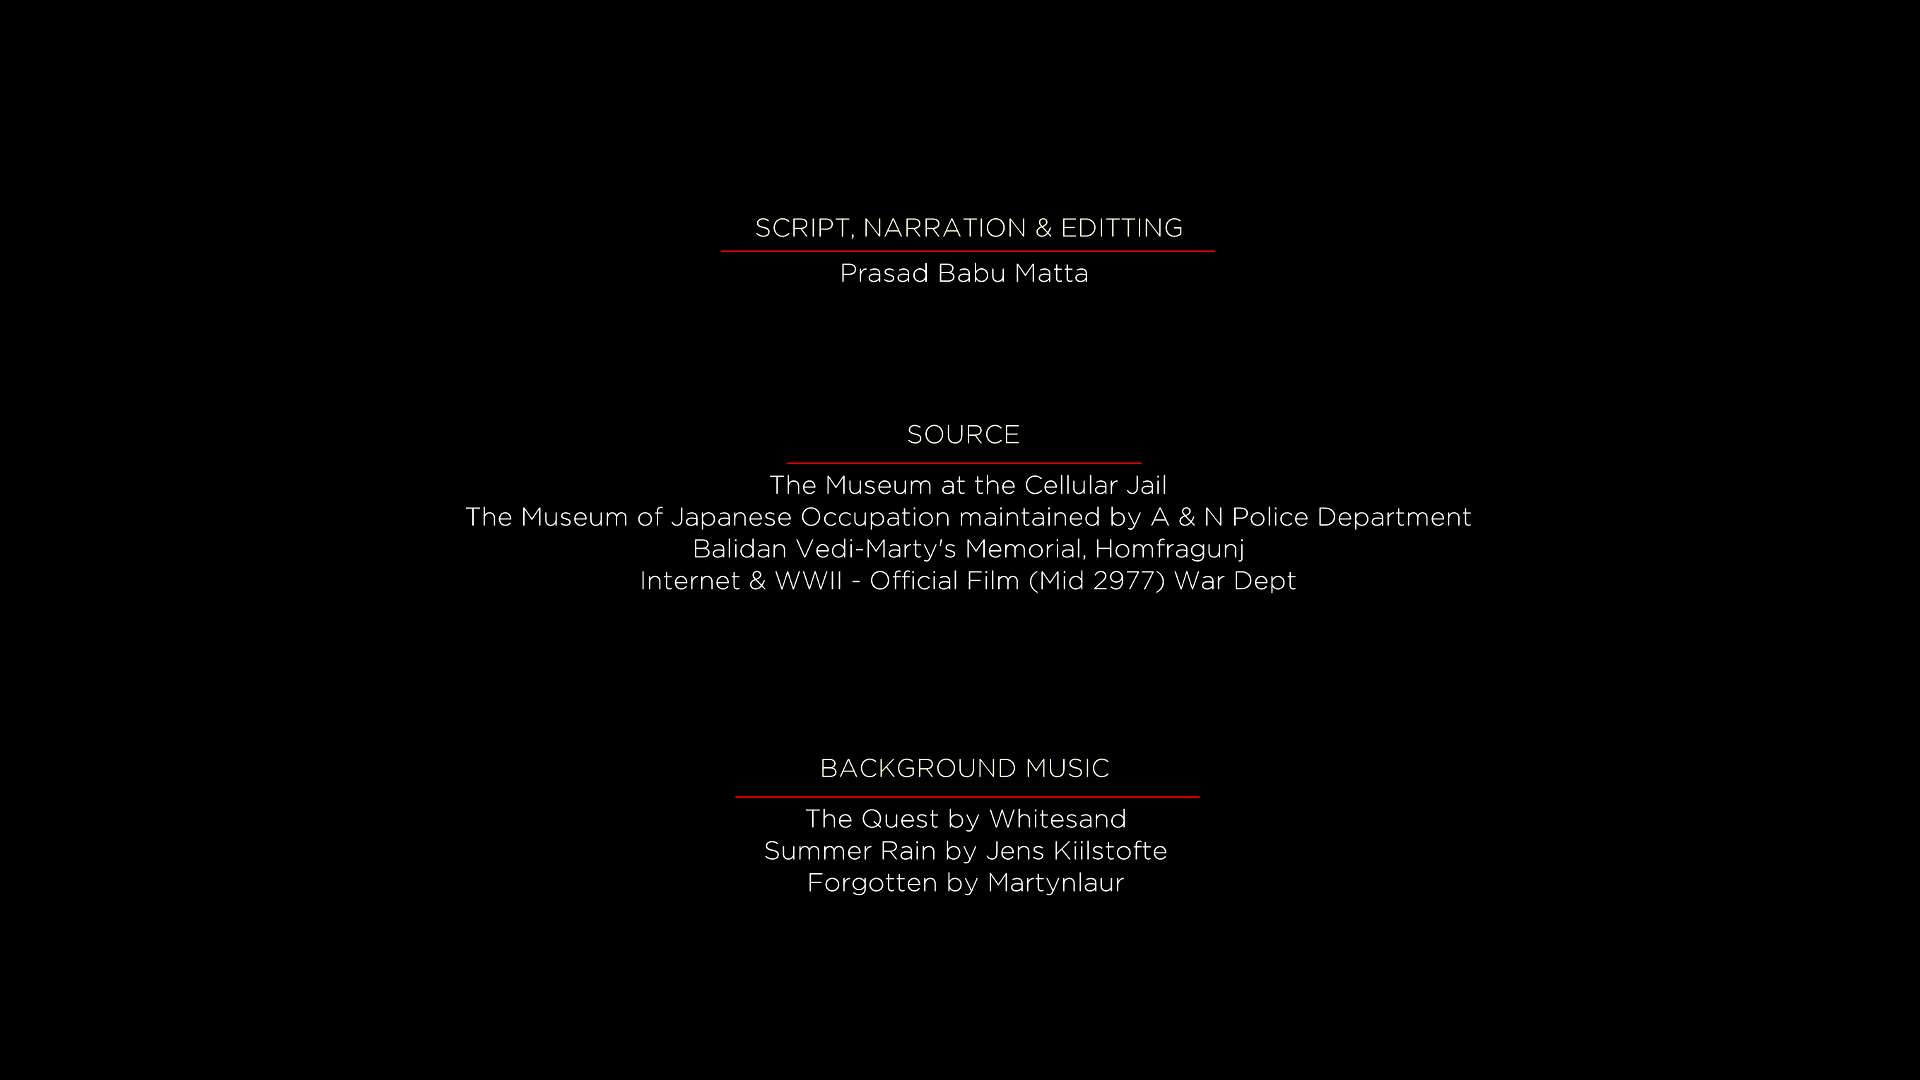 SCRIPT, NARRATION & EDITTING
Prasad Babu Matta
SOURCE
The Museum at the Cellular Jail
The Museum of Japanese Occupation maintained by A & N Police Department
Balidan Vedi-Marty's Memorial, Homfragunj
Internet & WWII - Official Film (Mid 2977) War Dept
BACKGROUND MUSIC
The Quest by Whitesand
Summer Rain by Jens Kiilstofte
Forgotten by Martynlaur